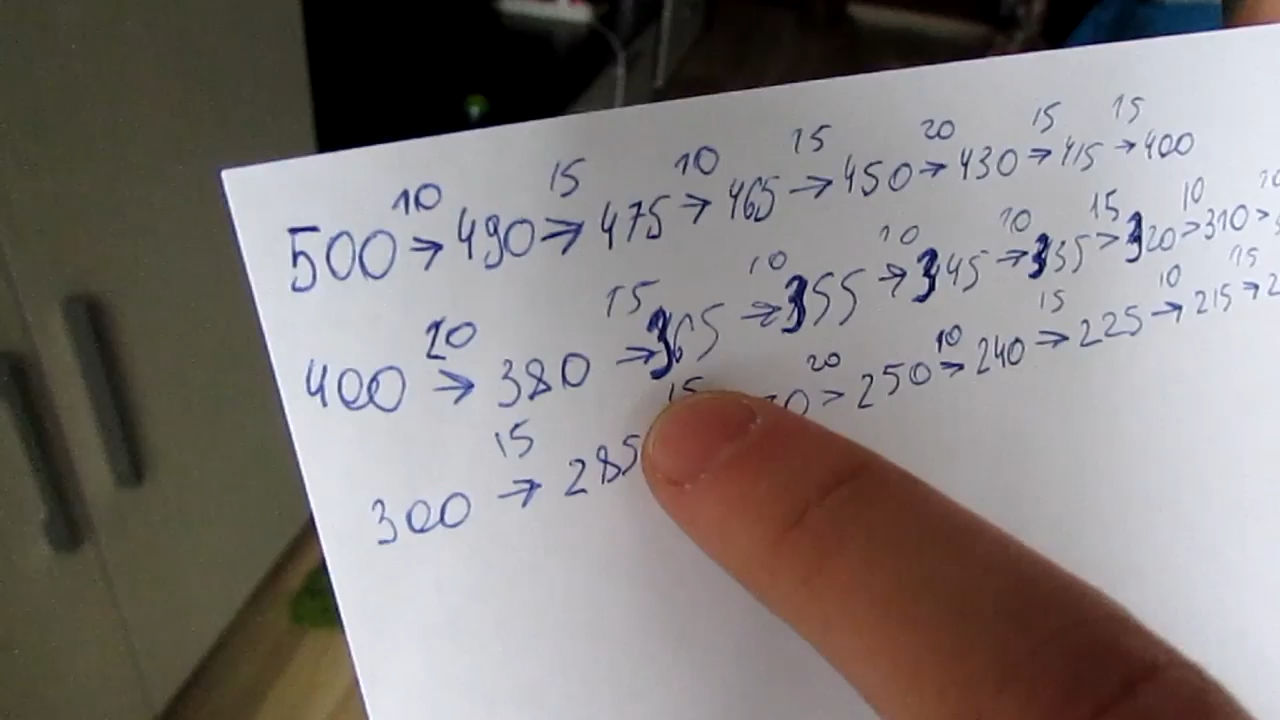 10 15 10 15 20 15 15
500 → 490 → 475 → 465 → 450 → 430 → 415 → 400
20 15 10 10 10 15 10
400 → 380 → 365 → 355 → 345 → 335 > 320 > 310 >
15 15 20 10 15 10 15
300 → 285 > 250 > 240 → 225 → 215 →